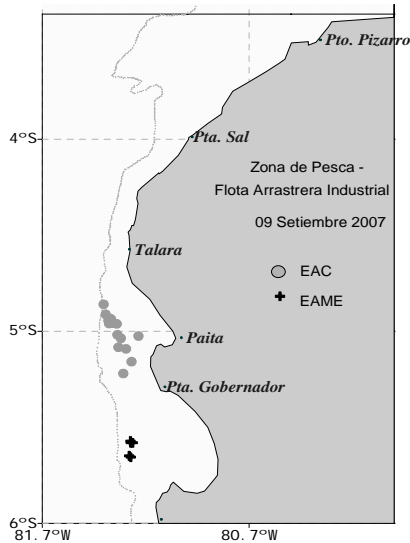 Pto. Pizarro
4°S
Pta. Sal
Zona de Pesca -
Flota Arrastrera Industrial
09 Setiembre 2007
Talara
EAC
EAME
5°S
Paita
Pta. Gobernador
6°S
81.7°W
80.7°W